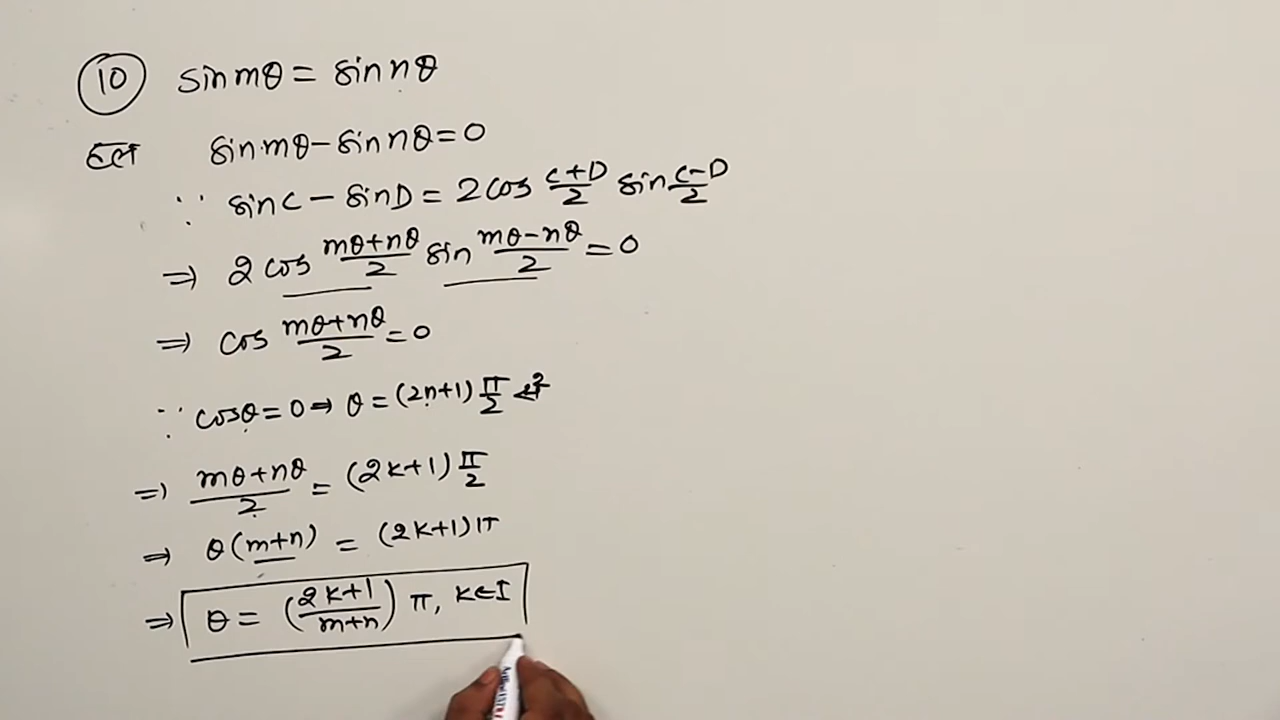 10 sin mθ = sin nθ
हल sin mθ - sin nθ = 0
∵ sin C - sin D = 2 cos (C+D)/2 sin (C-D)/2
⇒ 2 cos (mθ+nθ)/2 sin (mθ-nθ)/2 = 0
⇒ cos (mθ+nθ)/2 = 0
∵ cosθ = 0 ⇒ θ = (2n+1) π/2 से
⇒ (mθ+nθ)/2 = (2k+1) π/2
⇒ θ(m+n) = (2k+1)π
⇒ θ = ((2k+1)/(m+n)) π, k∈I